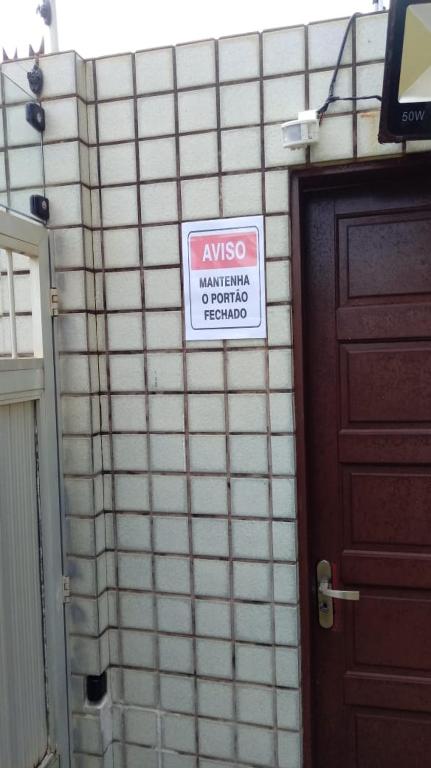 50W
AVISO
MANTENHA
O PORTÃO
FECHADO